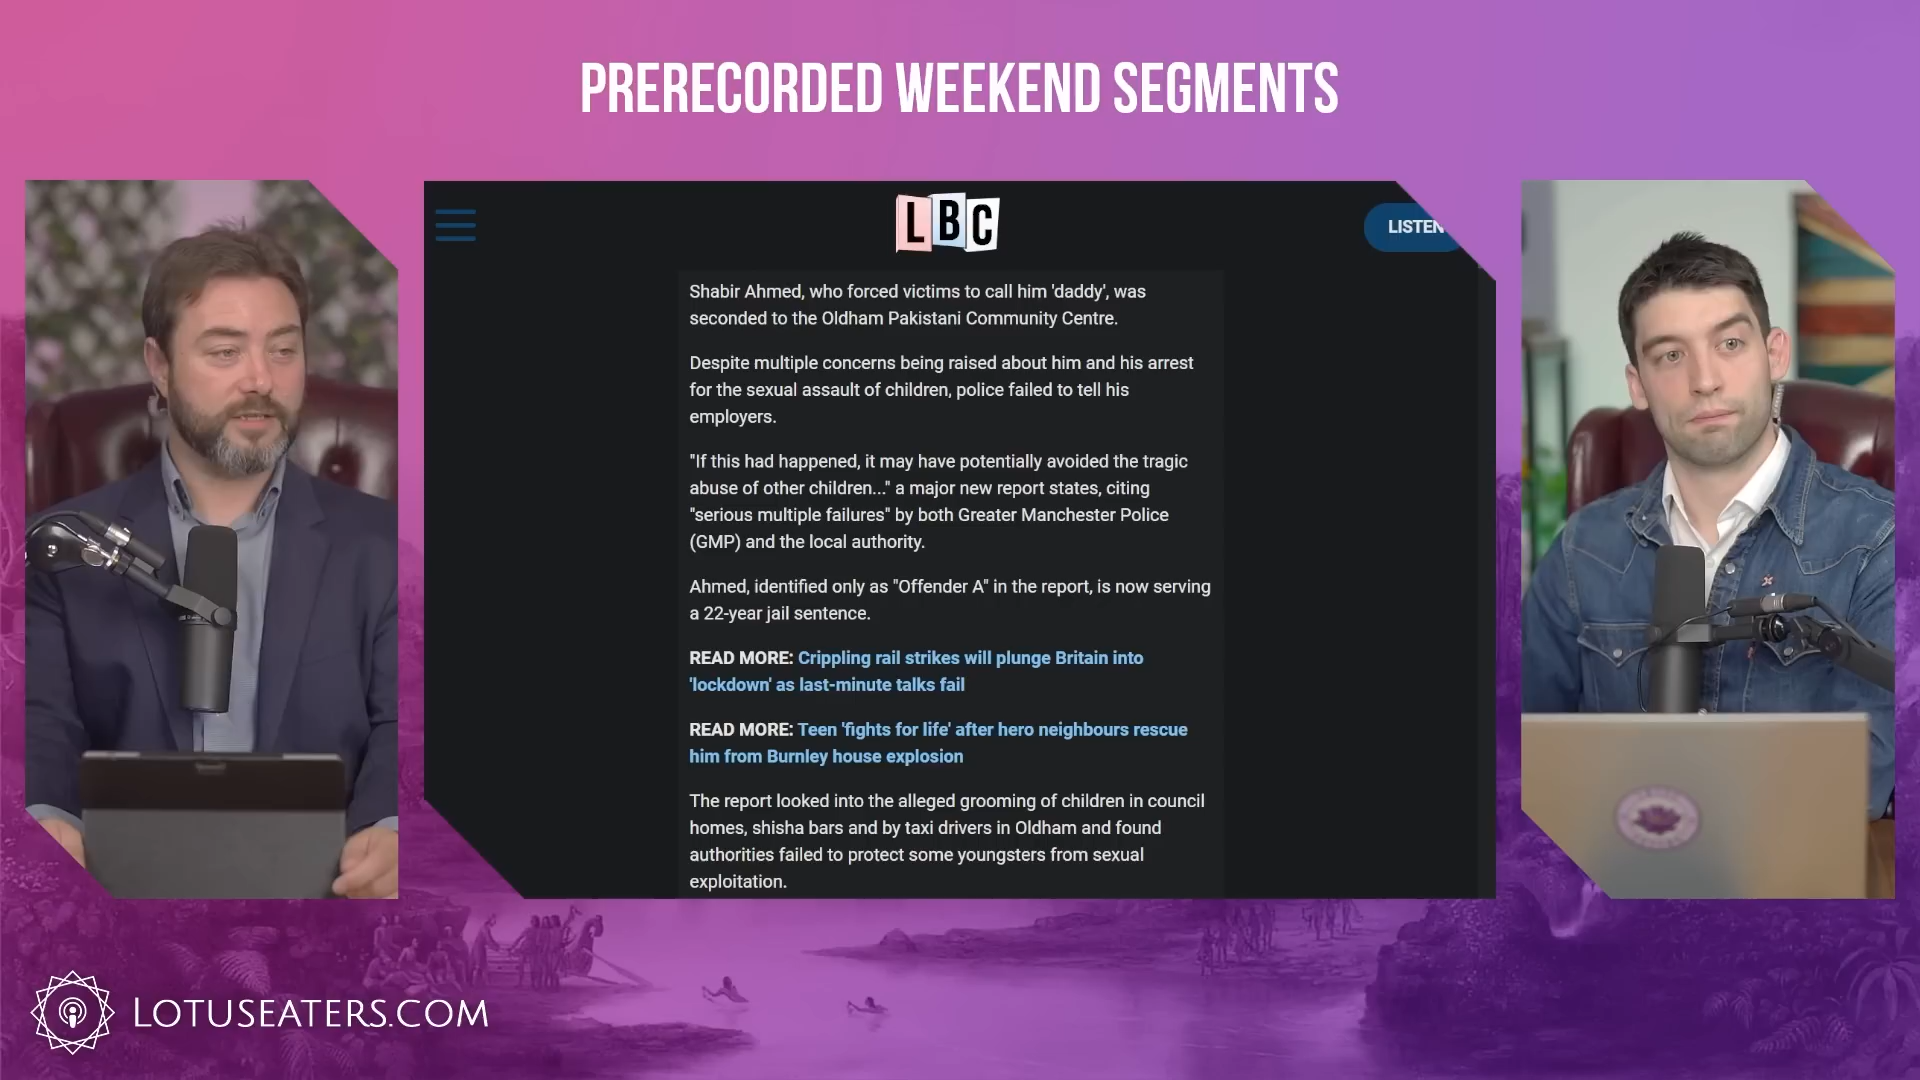 PRERECORDED WEEKEND SEGMENTS
LBC
LISTEN
Shabir Ahmed, who forced victims to call him 'daddy', was
seconded to the Oldham Pakistani Community Centre.
Despite multiple concerns being raised about him and his arrest
for the sexual assault of children, police failed to tell his
employers.
"If this had happened, it may have potentially avoided the tragic
abuse of other children..." a major new report states, citing
"serious multiple failures" by both Greater Manchester Police
(GMP) and the local authority.
Ahmed, identified only as "Offender A" in the report, is now serving
a 22-year jail sentence.
READ MORE: Crippling rail strikes will plunge Britain into
'lockdown' as last-minute talks fail
READ MORE: Teen 'fights for life' after hero neighbours rescue
him from Burnley house explosion
The report looked into the alleged grooming of children in council
homes, shisha bars and by taxi drivers in Oldham and found
authorities failed to protect some youngsters from sexual
exploitation.
LOTUSEATERS.COM